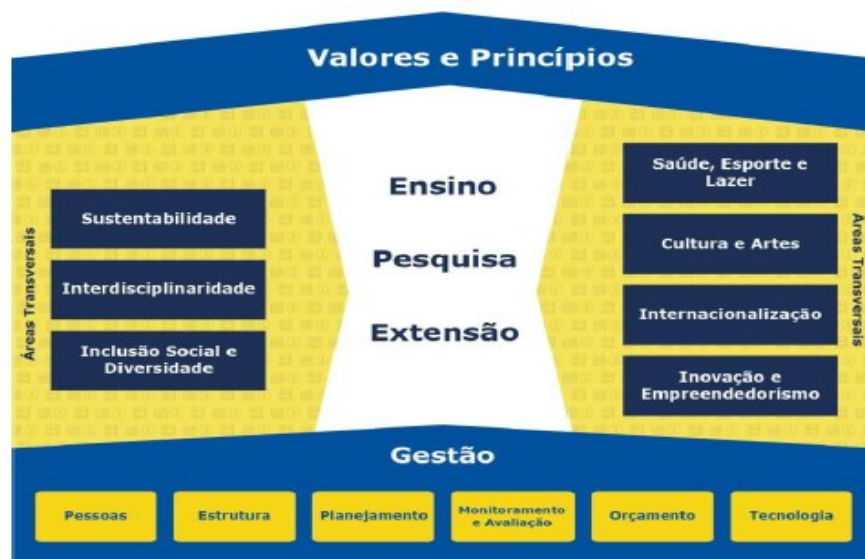 Valores e Princípios
Áreas Transversais
Sustentabilidade
Interdisciplinaridade
Inclusão Social e
Diversidade
Ensino
Pesquisa
Extensão
Saúde, Esporte e
Lazer
Cultura e Artes
Internacionalização
Inovação e
Empreendedorismo
Áreas Transversais
Gestão
Pessoas
Estrutura
Planejamento
Monitoramento
e Avaliação
Orçamento
Tecnologia